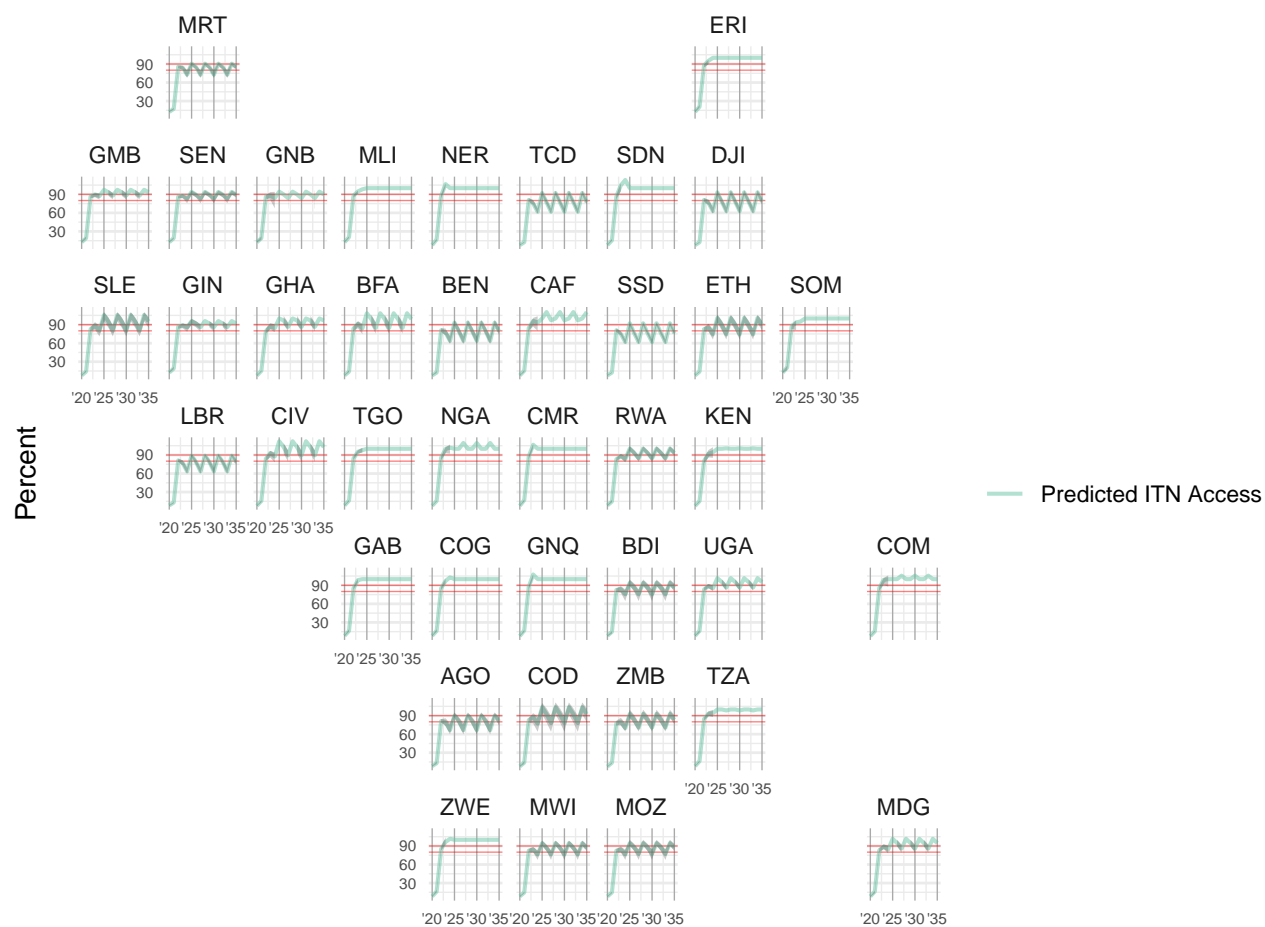 MRT ERI
90
60
30
GMB SEN GNB MLI NER TCD SDN DJI
90
60
30
SLE GIN GHA BFA BEN CAF SSD ETH SOM
90
60
30
'20 '25 '30 '35 '20 '25 '30 '35
LBR CIV TGO NGA CMR RWA KEN
90
60
30
'20 '25 '30 '35 '20 '25 '30 '35
GAB COG GNQ BDI UGA COM
90
60
30
'20 '25 '30 '35
AGO COD ZMB TZA
90
60
30
'20 '25 '30 '35
ZWE MWI MOZ MDG
90
60
30
'20 '25 '30 '35 '20 '25 '30 '35 '20 '25 '30 '35 '20 '25 '30 '35
Percent
Predicted ITN Access